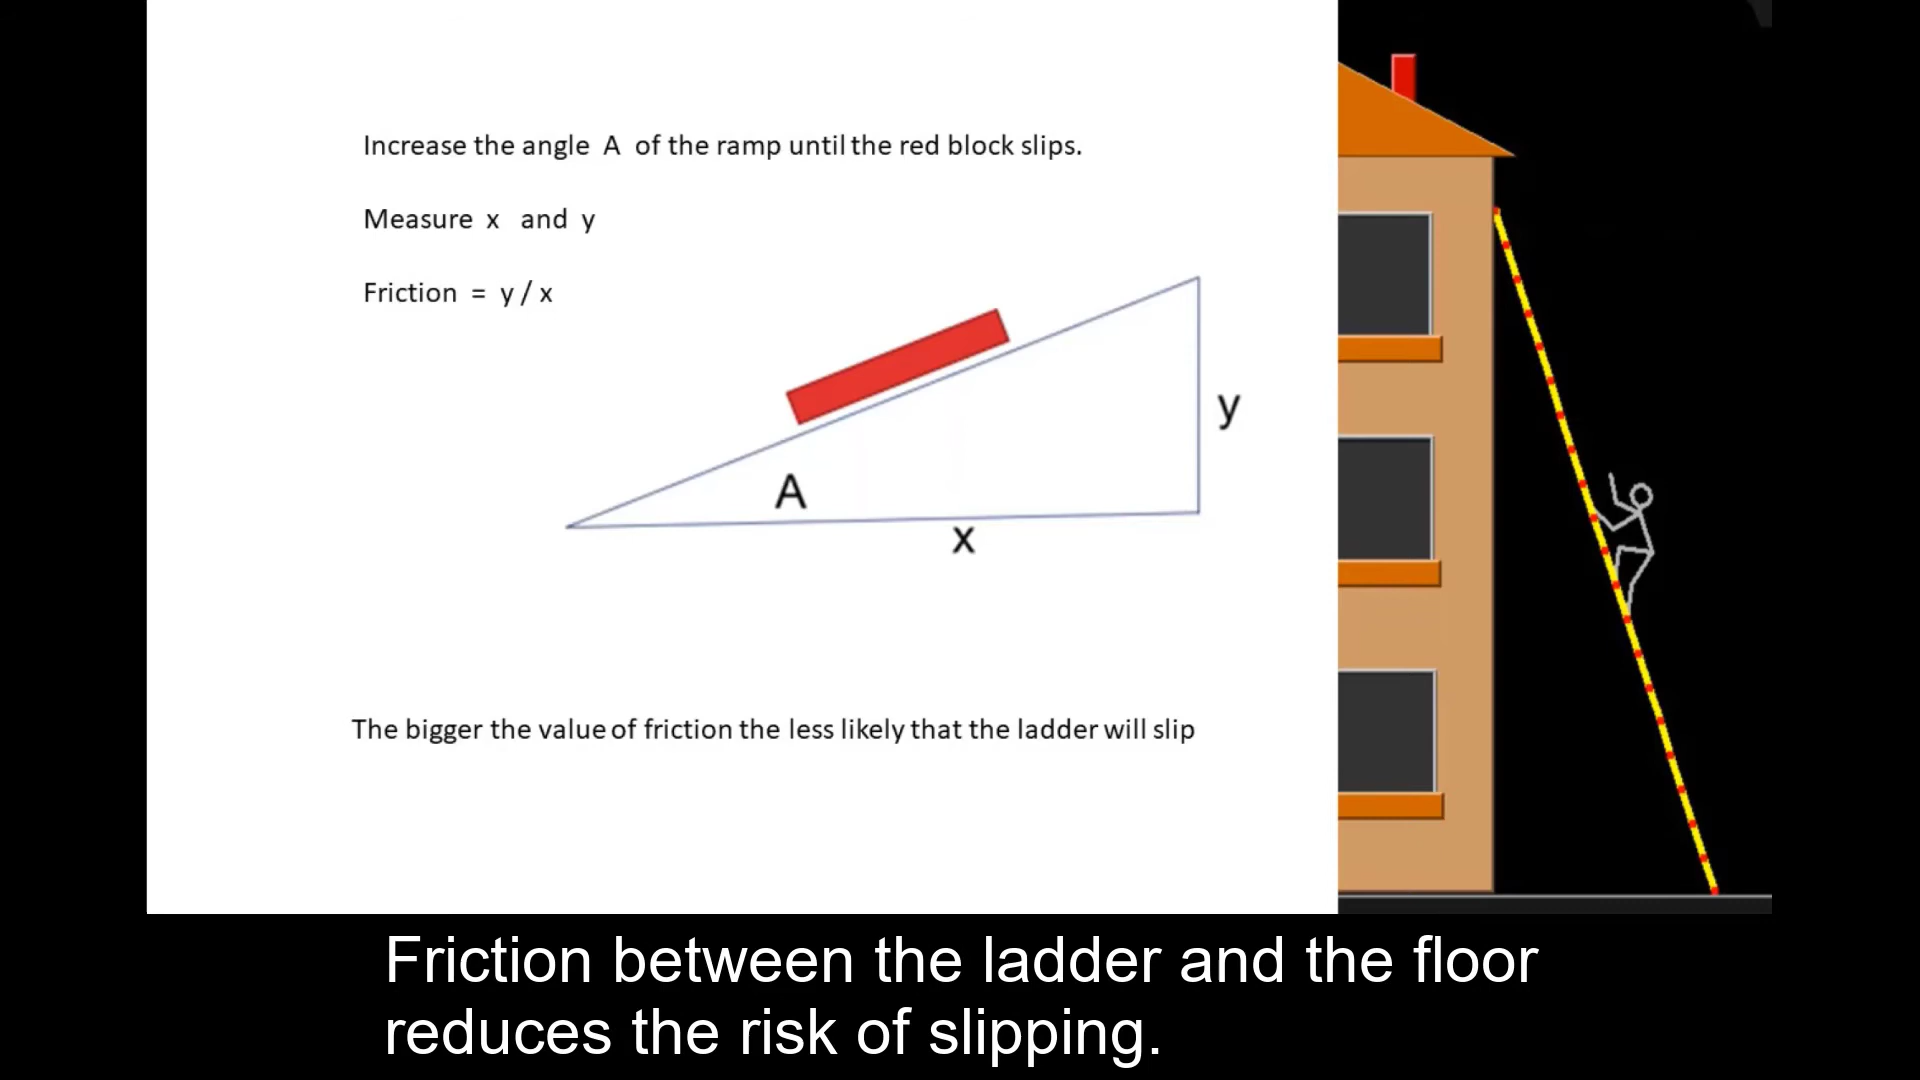 Increase the angle A of the ramp until the red block slips.
Measure x and y
Friction = y / x
y
A
x
The bigger the value of friction the less likely that the ladder will slip
Friction between the ladder and the floor
reduces the risk of slipping.